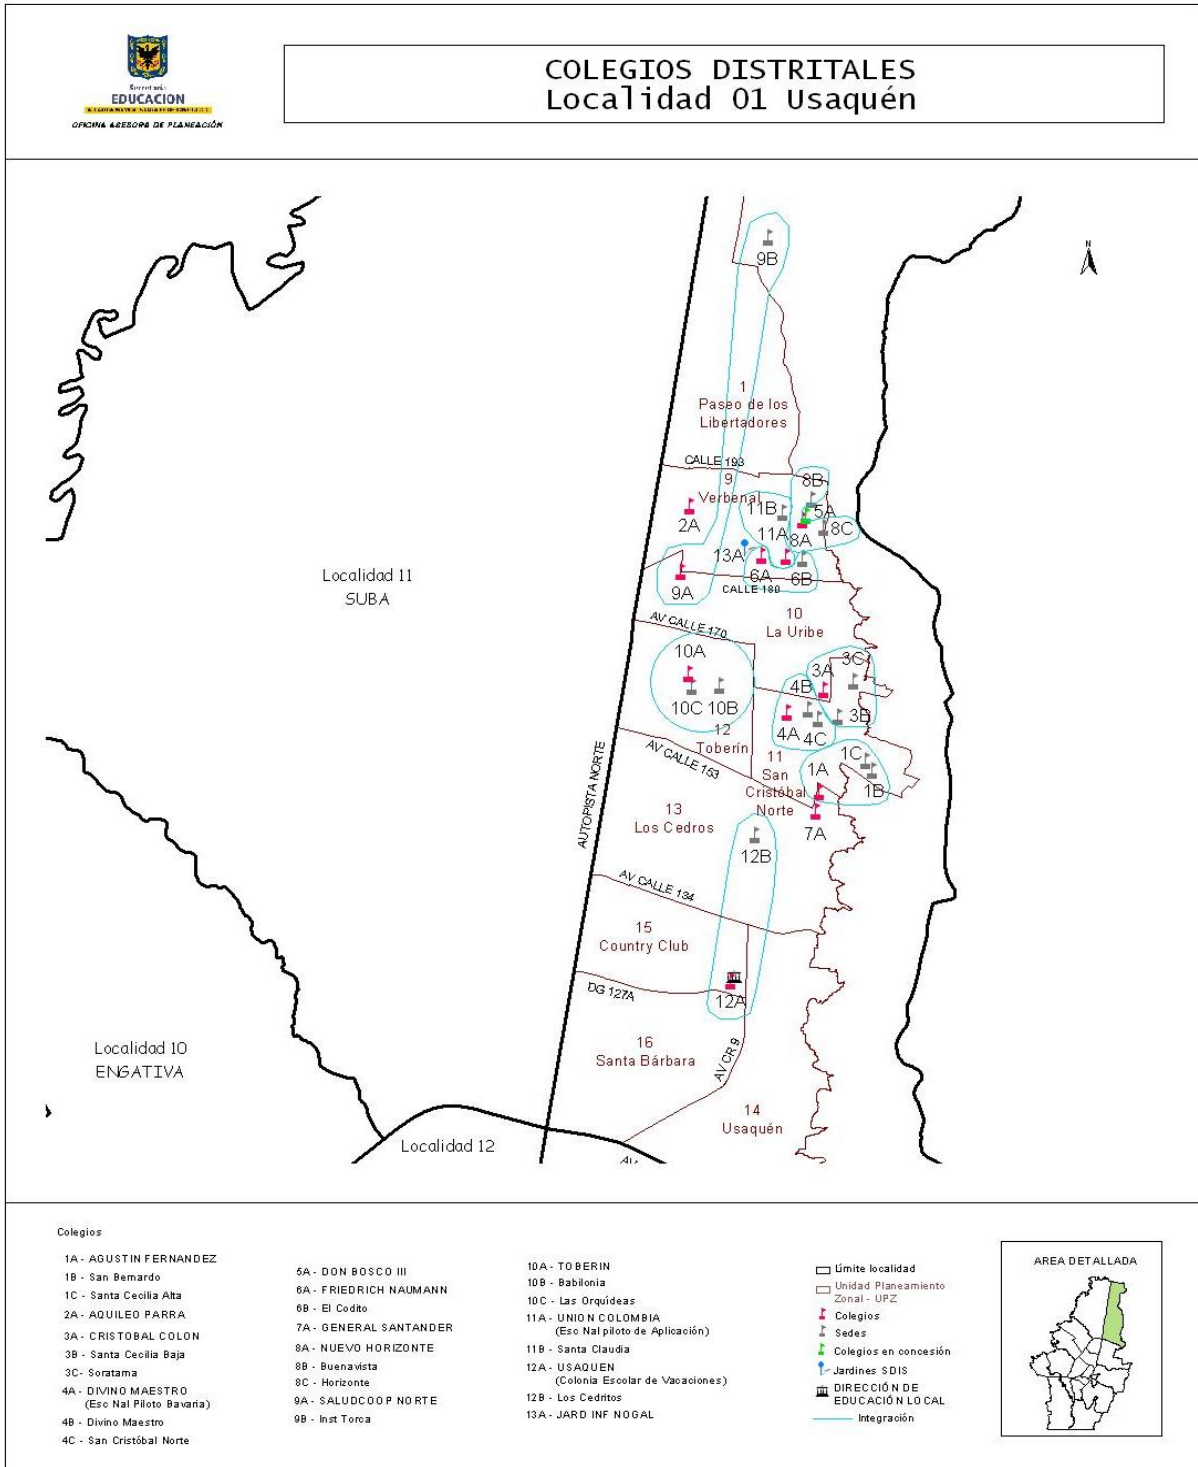 Secretaría
EDUCACION
OFICINA ASESORA DE PLANEACIÓN
COLEGIOS DISTRITALES
Localidad 01 Usaquén
N
9B
1
Paseo de los
Libertadores
CALLE 193
9
Verbenal
8B
11B
5A
2A
11A
8A
8C
13A
6A
6B
9A
CALLE 180
Localidad 11
SUBA
10
La Uribe
AV CALLE 170
10A
3C
3A
4B
10C
10B
3B
4A
4C
12
Toberín
AV CALLE 153
11
San
Cristóbal
Norte
1C
1A
1B
AUTOPISTA NORTE
13
Los Cedros
7A
12B
AV CALLE 134
15
Country Club
DG 127A
12A
16
Santa Bárbara
AV CR 9
Localidad 10
ENGATIVA
14
Usaquén
Localidad 12
Colegios
1A - AGUSTIN FERNANDEZ
1B - San Bernardo
1C - Santa Cecilia Alta
2A - AQUILEO PARRA
3A - CRISTOBAL COLON
3B - Santa Cecilia Baja
3C- Soratama
4A - DIVINO MAESTRO
(Esc Nal Piloto Bavaria)
4B - Divino Maestro
4C - San Cristóbal Norte
5A - DON BOSCO III
6A - FRIEDRICH NAUMANN
6B - El Codito
7A - GENERAL SANTANDER
8A - NUEVO HORIZONTE
8B - Buenavista
8C - Horizonte
9A - SALUDCOOP NORTE
9B - Inst Torca
10A - TOBERIN
10B - Babilonia
10C - Las Orquídeas
11A - UNION COLOMBIA
(Esc Nal piloto de Aplicación)
11B - Santa Claudia
12A - USAQUEN
(Colonia Escolar de Vacaciones)
12B - Los Cedritos
13A - JARD INF NOGAL
Límite localidad
Unidad Planeamiento
Zonal - UPZ
Colegios
Sedes
Colegios en concesión
Jardines SDIS
DIRECCIÓN DE
EDUCACIÓN LOCAL
Integración
AREA DETALLADA